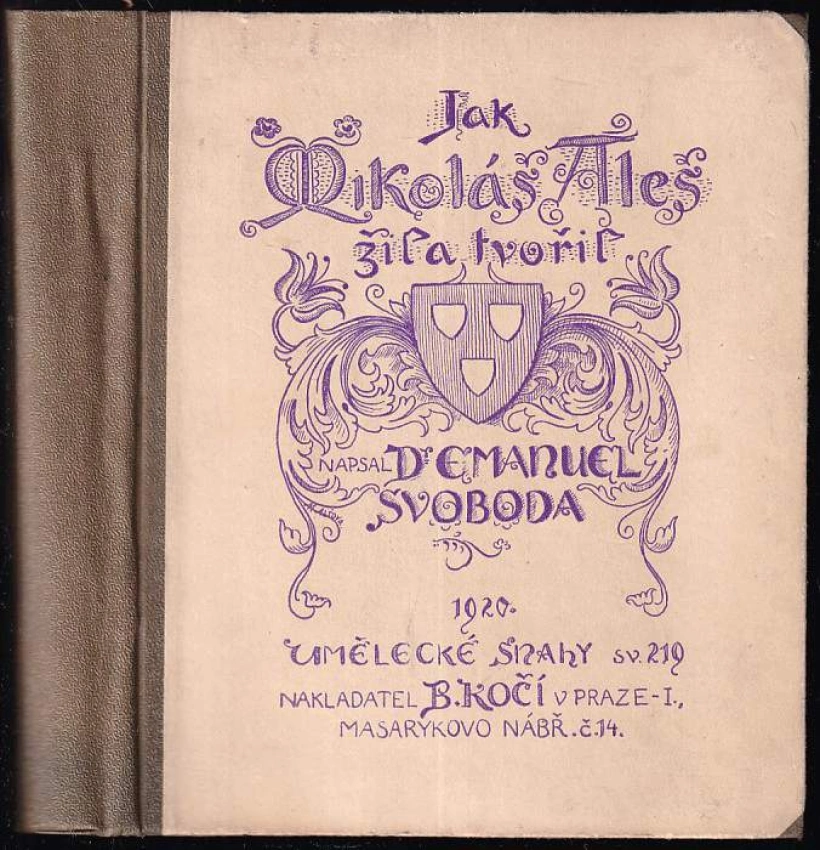 Jak
Mikoláš Aleš
žil a tvořil
NAPSAL Dr EMANUEL
SVOBODA
1920.
UMĚLECKÉ SNAHY SV. 219
NAKLADATEL B. KOČÍ V PRAZE-I.,
MASARYKOVO NÁBŘ. č. 14.